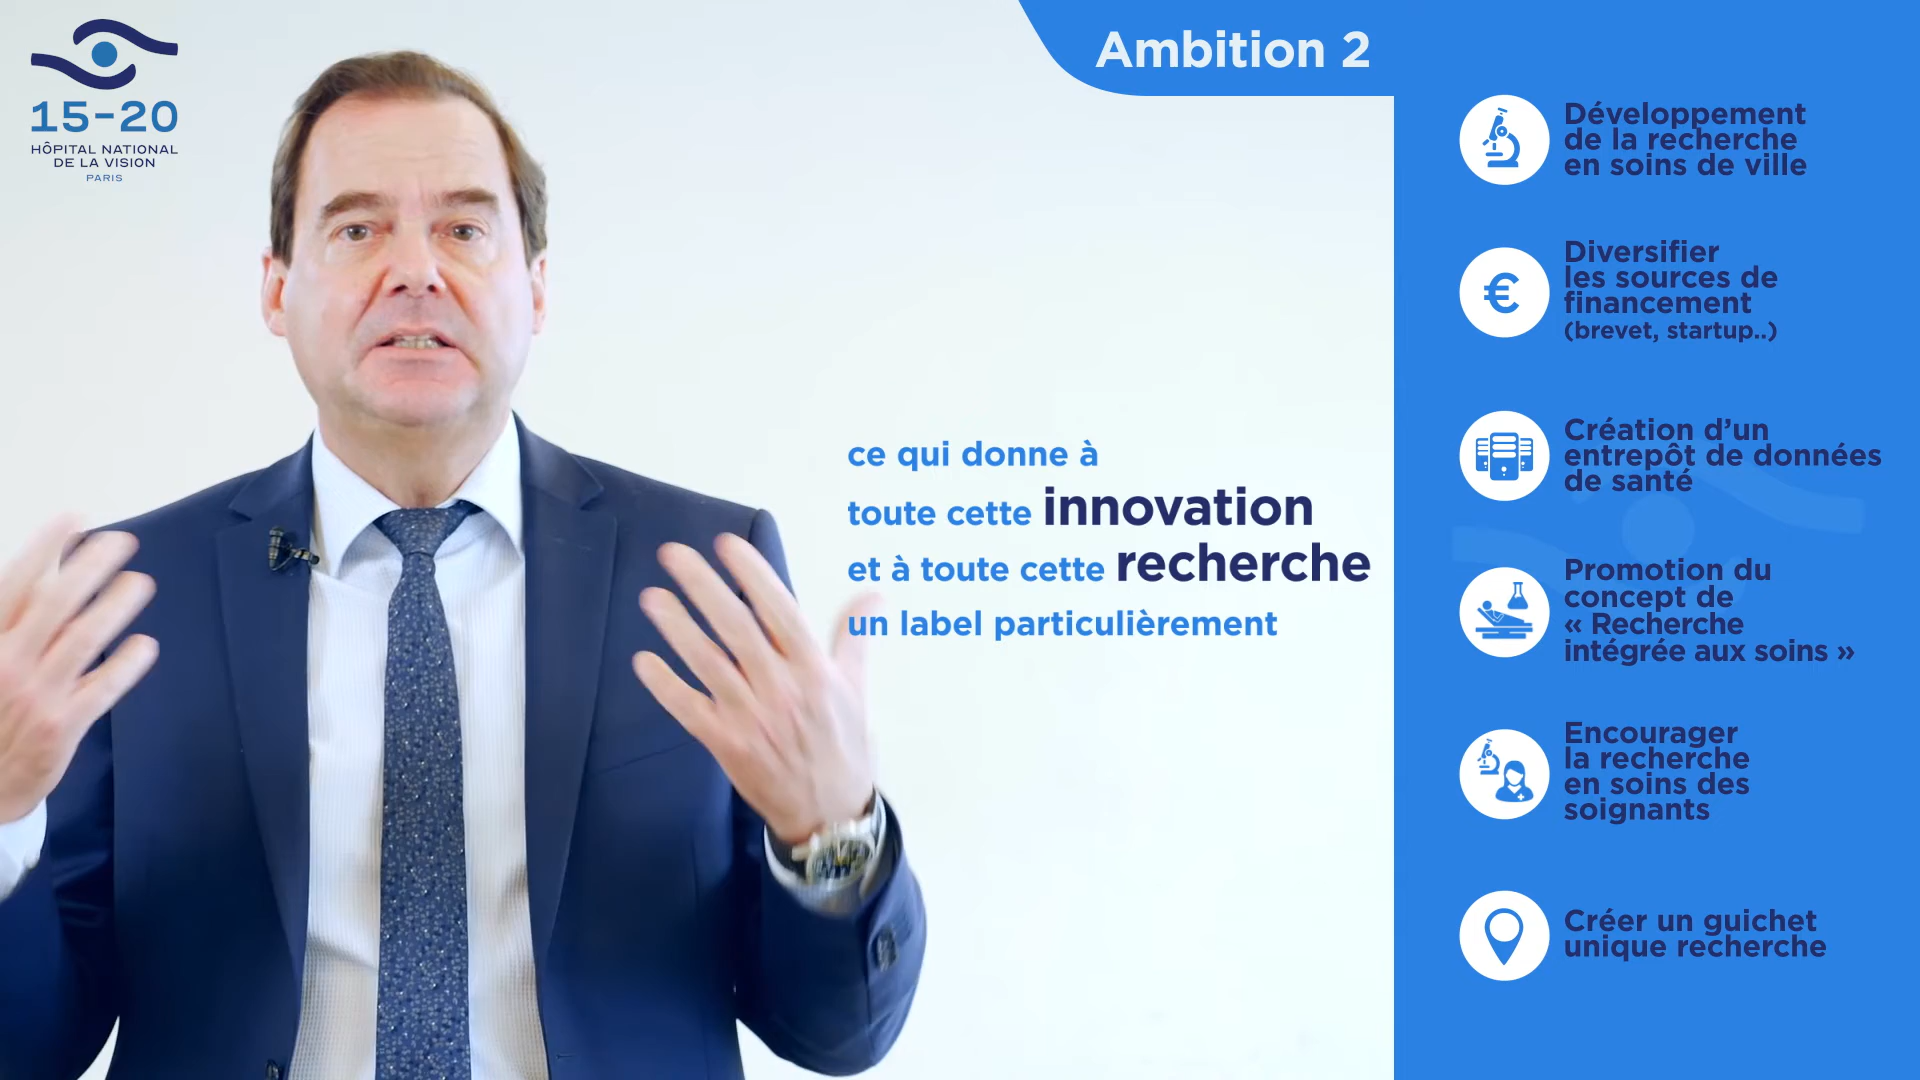 15-20
HÔPITAL NATIONAL
DE LA VISION
PARIS
Ambition 2
ce qui donne à
toute cette innovation
et à toute cette recherche
un label particulièrement
Développement
de la recherche
en soins de ville
Diversifier
les sources de
financement
(brevet, startup..)
Création d’un
entrepôt de données
de santé
Promotion du
concept de
« Recherche
intégrée aux soins »
Encourager
la recherche
en soins des
soignants
Créer un guichet
unique recherche